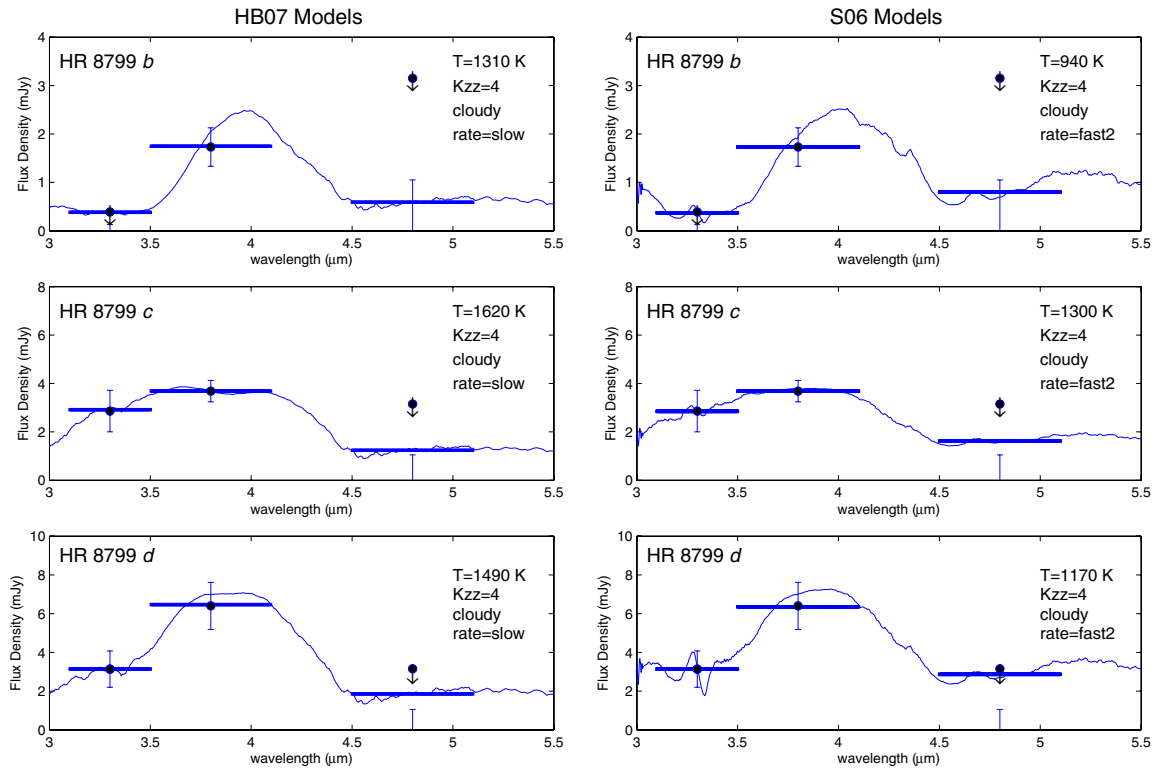 HB07 Models
S06 Models
HR 8799 b
T=1310 K
Kzz=4
cloudy
rate=slow
Flux Density (mJy)
4
3
2
1
0
3 3.5 4 4.5 5 5.5
wavelength (μm)
HR 8799 b
T=940 K
Kzz=4
cloudy
rate=fast2
Flux Density (mJy)
4
3
2
1
0
3 3.5 4 4.5 5 5.5
wavelength (μm)
HR 8799 c
T=1620 K
Kzz=4
cloudy
rate=slow
Flux Density (mJy)
8
6
4
2
0
3 3.5 4 4.5 5 5.5
wavelength (μm)
HR 8799 c
T=1300 K
Kzz=4
cloudy
rate=fast2
Flux Density (mJy)
8
6
4
2
0
3 3.5 4 4.5 5 5.5
wavelength (μm)
HR 8799 d
T=1490 K
Kzz=4
cloudy
rate=slow
Flux Density (mJy)
10
8
6
4
2
0
3 3.5 4 4.5 5 5.5
wavelength (μm)
HR 8799 d
T=1170 K
Kzz=4
cloudy
rate=fast2
Flux Density (mJy)
10
8
6
4
2
0
3 3.5 4 4.5 5 5.5
wavelength (μm)